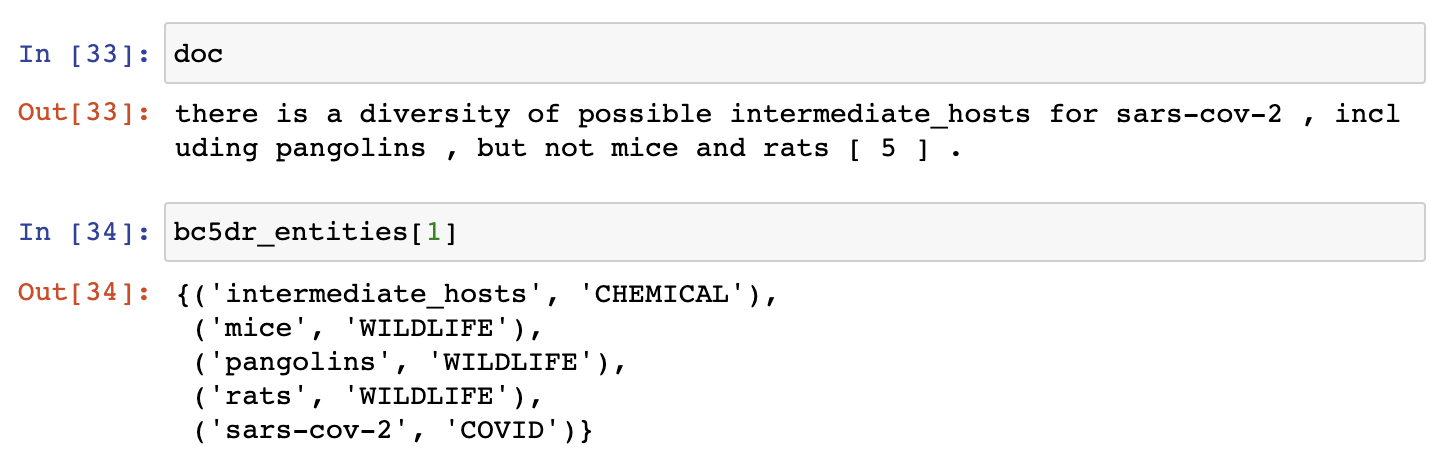 In [33]: doc
Out[33]: there is a diversity of possible intermediate_hosts for sars-cov-2 , incl
uding pangolins , but not mice and rats [ 5 ] .
In [34]: bc5dr_entities[1]
Out[34]: {('intermediate_hosts', 'CHEMICAL'),
('mice', 'WILDLIFE'),
('pangolins', 'WILDLIFE'),
('rats', 'WILDLIFE'),
('sars-cov-2', 'COVID')}